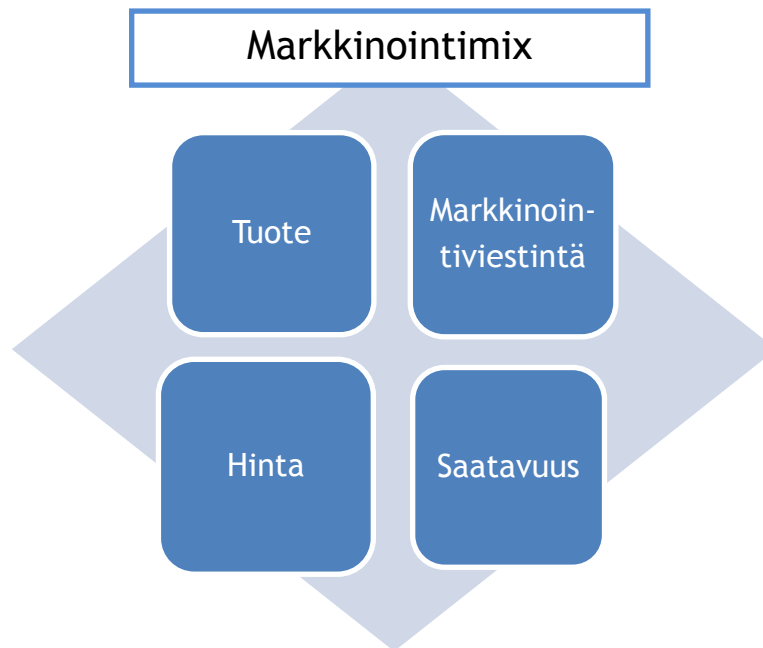 Markkinointimix
Tuote
Markkinoin-
tiviestintä
Hinta
Saatavuus